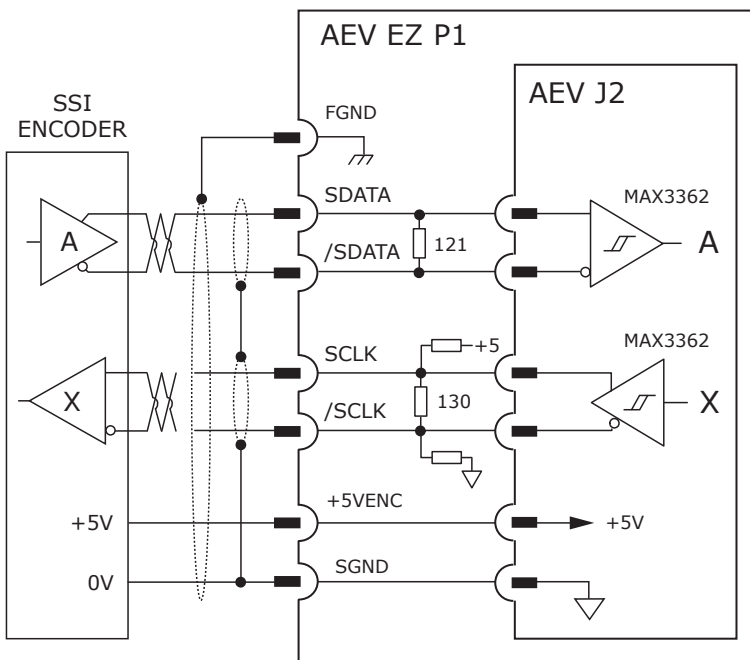 AEV EZ P1
AEV J2
SSI
ENCODER
FGND
SDATA
MAX3362
A
121
A
/SDATA
SCLK
+5
MAX3362
X
130
X
/SCLK
+5V
+5VENC
+5V
0V
SGND